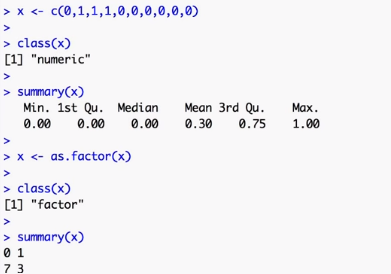 > x <- c(0,1,1,1,0,0,0,0,0,0)
>
> class(x)
[1] "numeric"
>
> summary(x)
   Min. 1st Qu.  Median    Mean 3rd Qu.    Max.
   0.00    0.00    0.00    0.30    0.75    1.00
>
> x <- as.factor(x)
>
> class(x)
[1] "factor"
>
> summary(x)
0 1
7 3